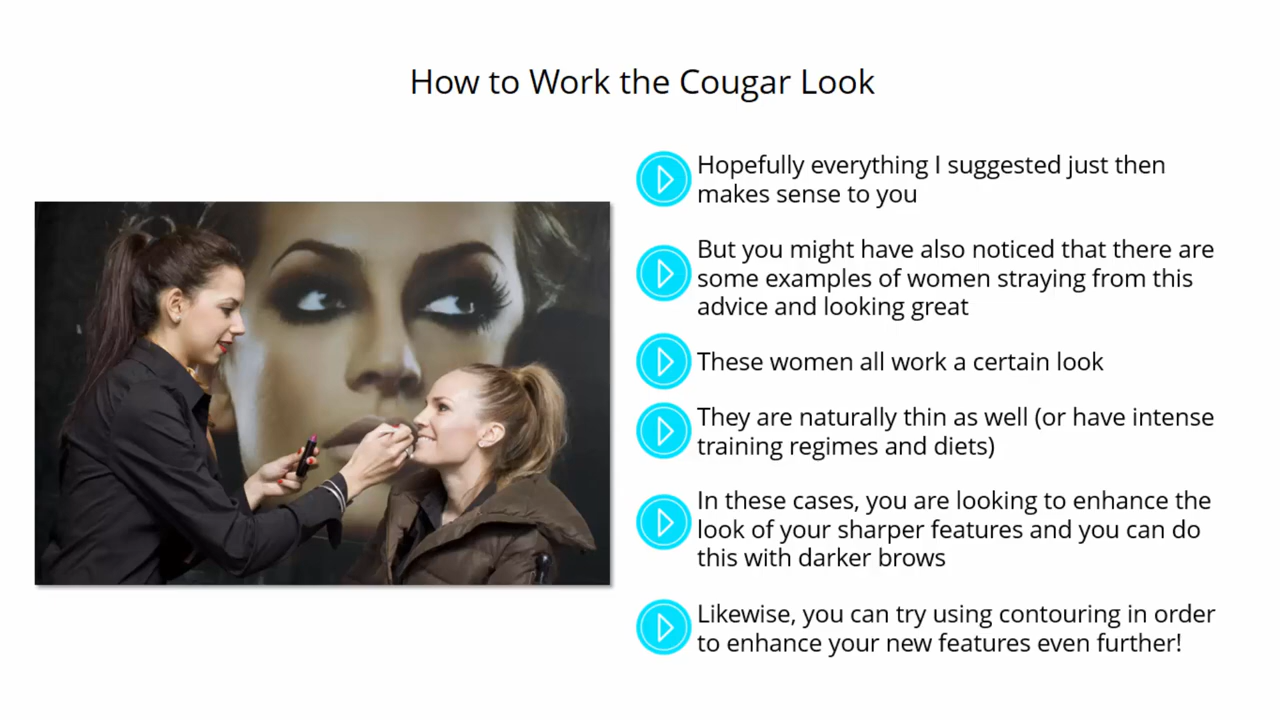 How to Work the Cougar Look
Hopefully everything I suggested just then
makes sense to you
But you might have also noticed that there are
some examples of women straying from this
advice and looking great
These women all work a certain look
They are naturally thin as well (or have intense
training regimes and diets)
In these cases, you are looking to enhance the
look of your sharper features and you can do
this with darker brows
Likewise, you can try using contouring in order
to enhance your new features even further!